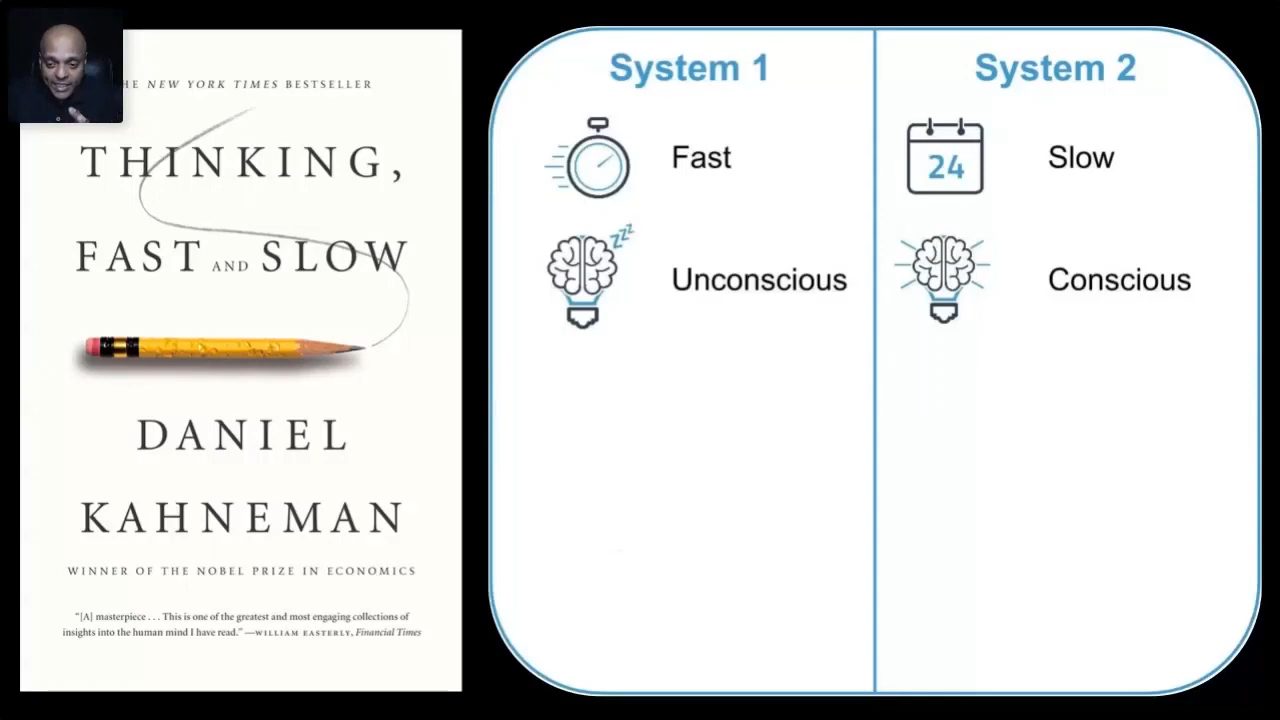 HE NEW YORK TIMES BESTSELLER
THINKING,
FAST AND SLOW
DANIEL
KAHNEMAN
WINNER OF THE NOBEL PRIZE IN ECONOMICS
“[A] masperpiece . . . This is one of the greatest and most engaging collections of
insights into the human mind I have read.” —WILLIAM EASTERLY, Financial Times
System 1
Fast
zzz
Unconscious
System 2
24
Slow
Conscious